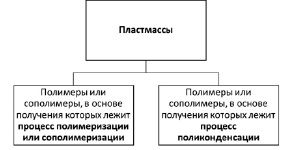 Пластмассы
Полимеры или
сополимеры, в основе
получения которых лежит
процесс полимеризации
или сополимеризации
Полимеры или
сополимеры, в основе
получения которых лежит
процесс
поликонденсации